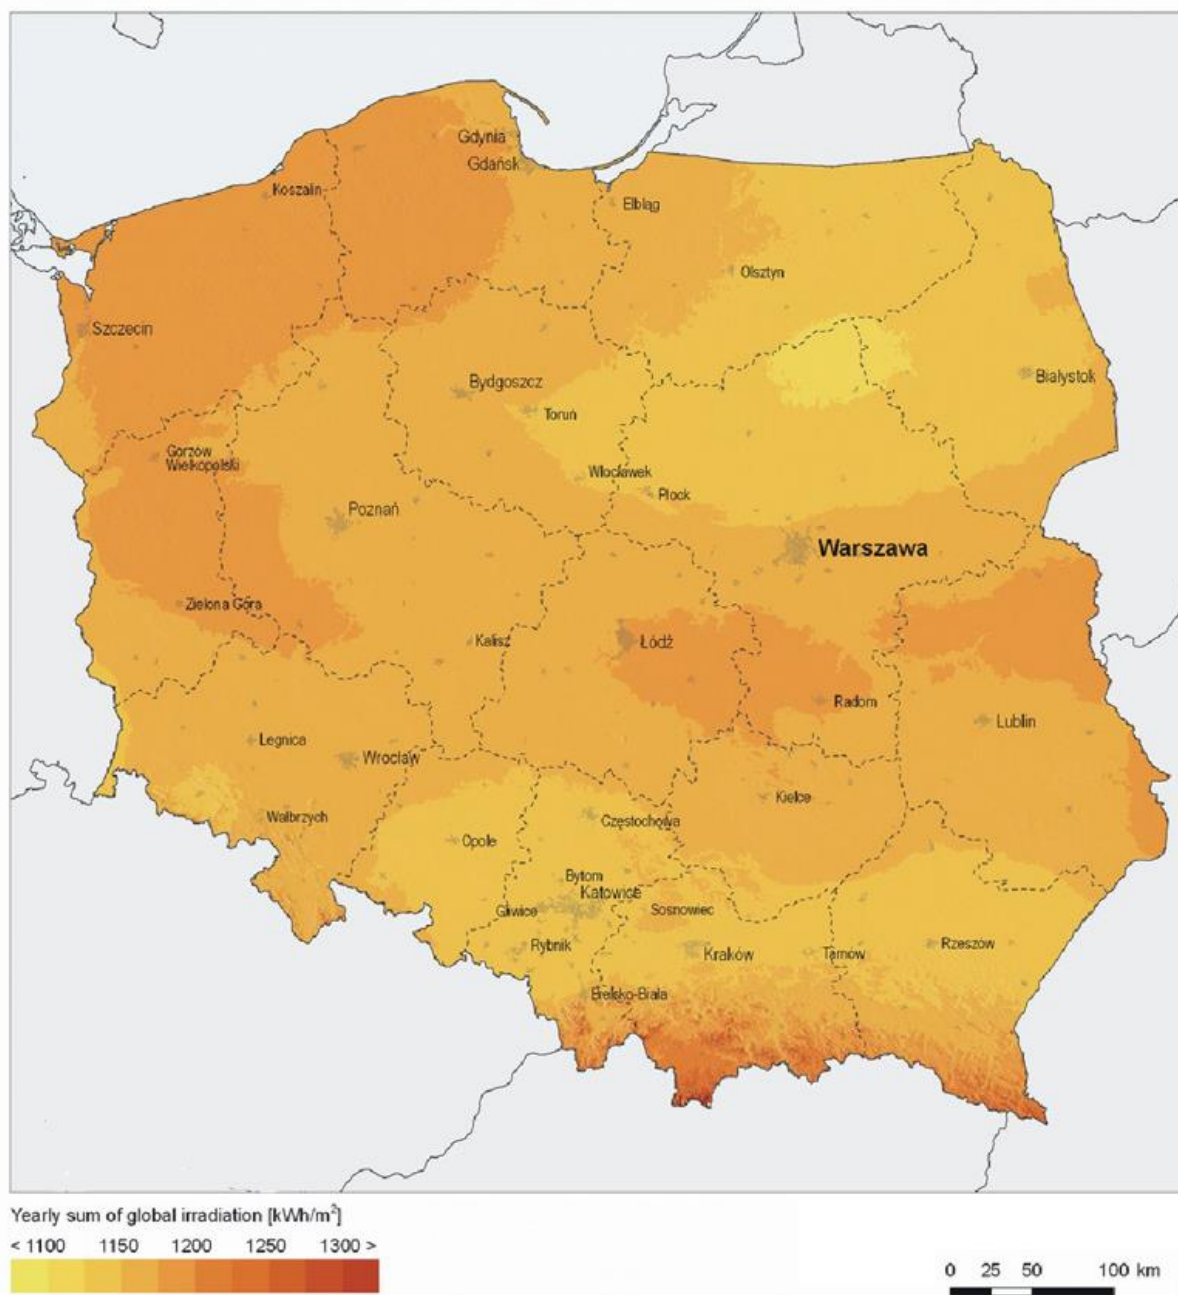 Gdynia
Gdańsk
Koszalin
Elbląg
Olsztyn
Szczecin
Białystok
Bydgoszcz
Toruń
Gorzów
Wielkopolski
Włocławek
Płock
Poznań
Warszawa
Zielona Góra
Kalisz
Łódź
Radom
Lublin
Legnica
Wrocław
Kielce
Wałbrzych
Częstochowa
Opole
Bytom
Katowice
Gliwice
Sosnowiec
Rybnik
Kraków
Tarnów
Rzeszów
Bielsko-Biała
Yearly sum of global irradiation [kWh/m²]
< 1100 1150 1200 1250 1300 >
0 25 50 100 km